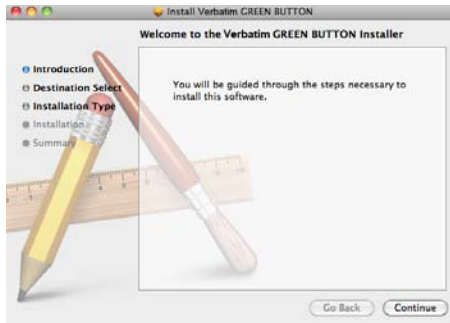 Install Verbatim GREEN BUTTON
Welcome to the Verbatim GREEN BUTTON Installer
Introduction
Destination Select
Installation Type
Installation
Summary
You will be guided through the steps necessary to
install this software.
Go Back
Continue